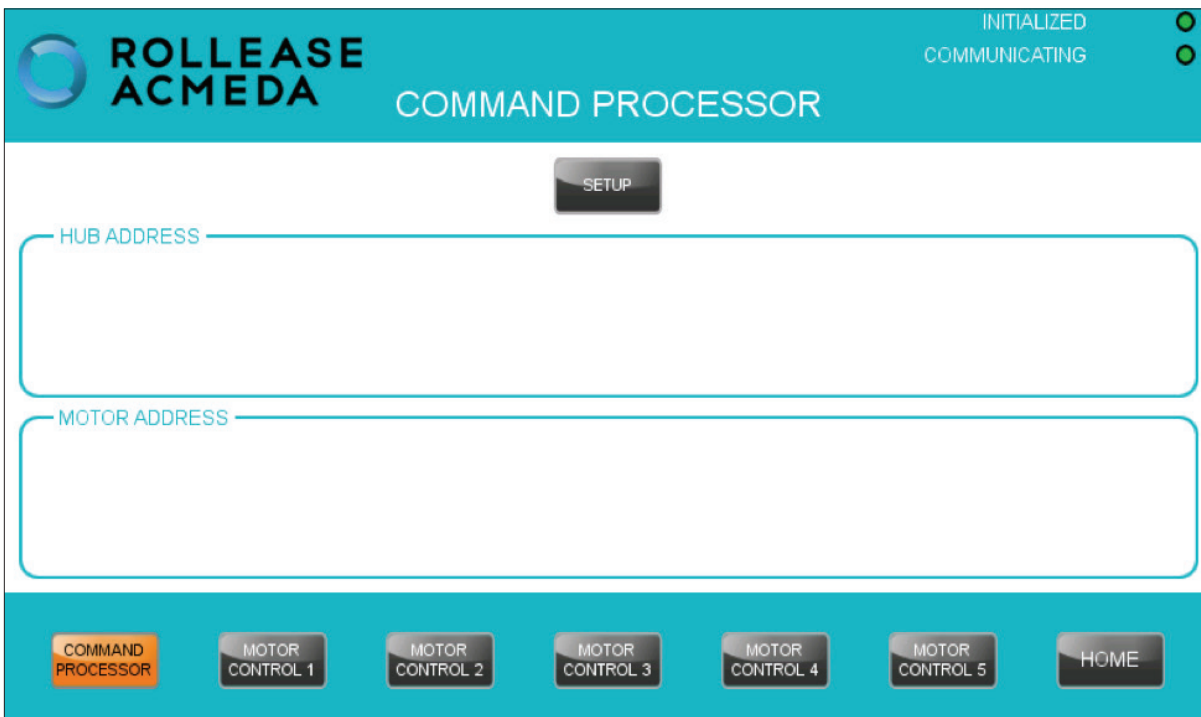 INITIALIZED
COMMUNICATING
ROLLEASE
ACMEDA
COMMAND PROCESSOR
SETUP
HUB ADDRESS
MOTOR ADDRESS
COMMAND
PROCESSOR
MOTOR
CONTROL 1
MOTOR
CONTROL 2
MOTOR
CONTROL 3
MOTOR
CONTROL 4
MOTOR
CONTROL 5
HOME